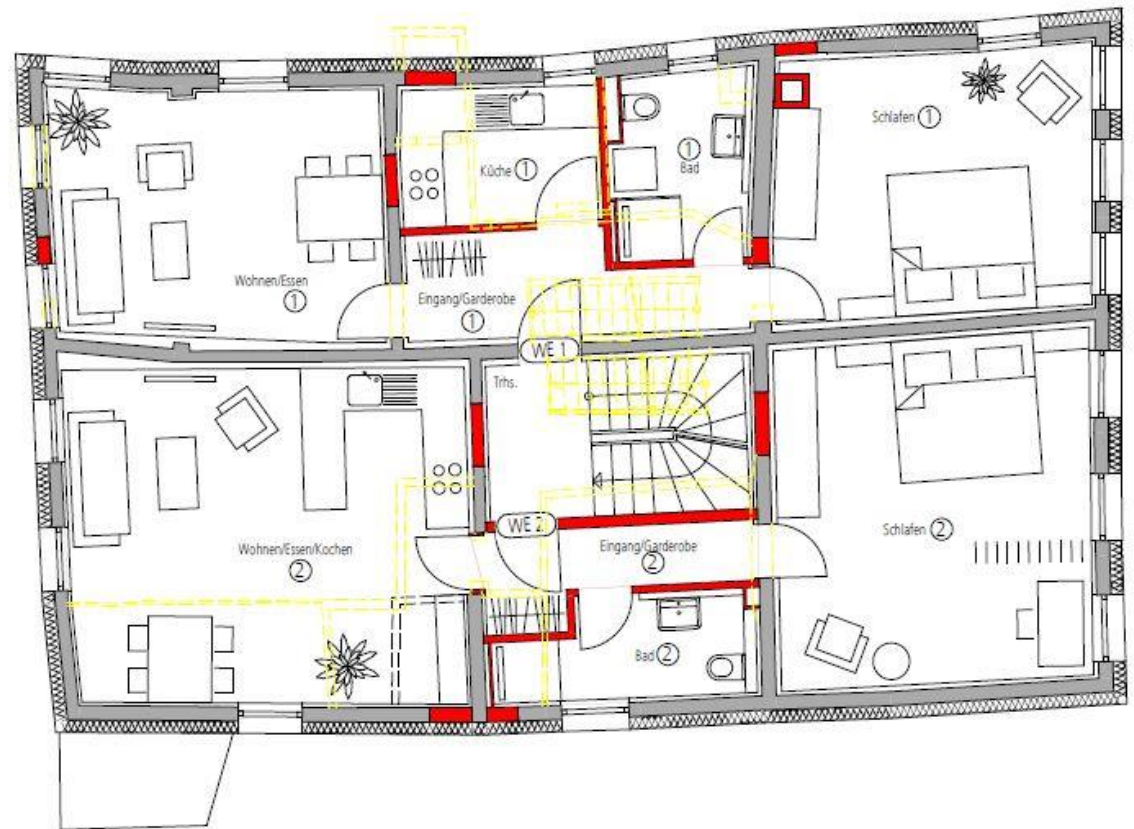 Schlafen 1
Küche 1
1
Bad
Wohnen/Essen
1
Eingang/Garderobe
1
WE 1
Trhs.
WE 2
Wohnen/Essen/Kochen
2
Eingang/Garderobe
2
Schlafen 2
Bad 2